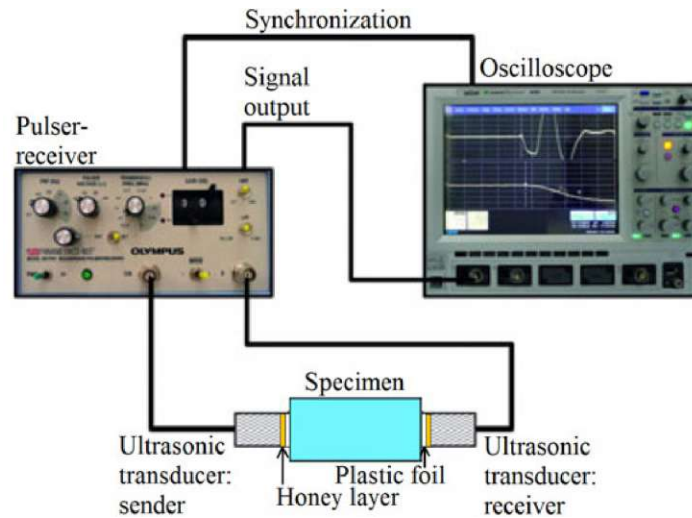 Synchronization
Signal
output
Oscilloscope
Pulser-
receiver
OLYMPUS
Specimen
Ultrasonic
transducer:
sender
Honey layer
Plastic foil
Ultrasonic
transducer:
receiver